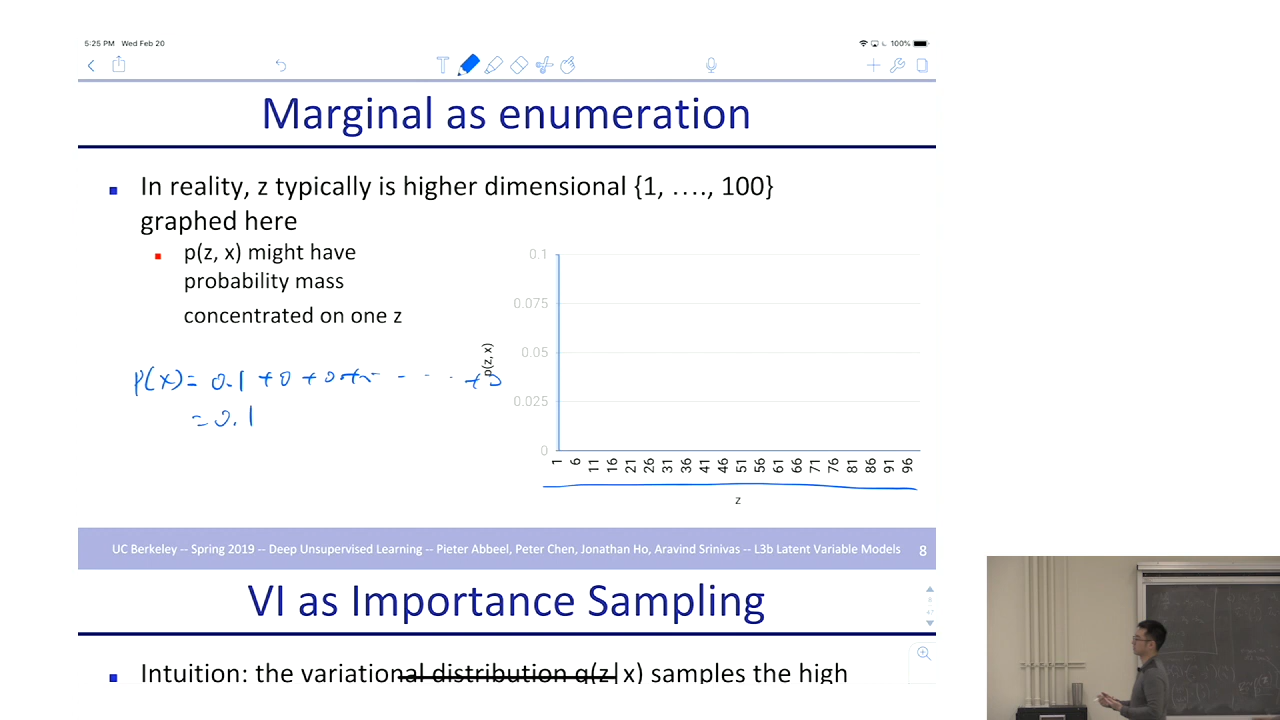 5:25 PM Wed Feb 20
100%
T
Marginal as enumeration
In reality, z typically is higher dimensional {1, …., 100}
graphed here
p(z, x) might have
probability mass
concentrated on one z
P(X)= 0.1 +0 +0
= 0.1
0.1
0.075
0.05
0.025
0
p(z, x)
1 6 11 16 21 26 31 36 41 46 51 56 61 66 71 76 81 86 91 96
z
UC Berkeley -- Spring 2019 -- Deep Unsupervised Learning -- Pieter Abbeel, Peter Chen, Jonathan Ho, Aravind Srinivas -- L3b Latent Variable Models 8
VI as Importance Sampling
Intuition: the variational distribution q(z|x) samples the high